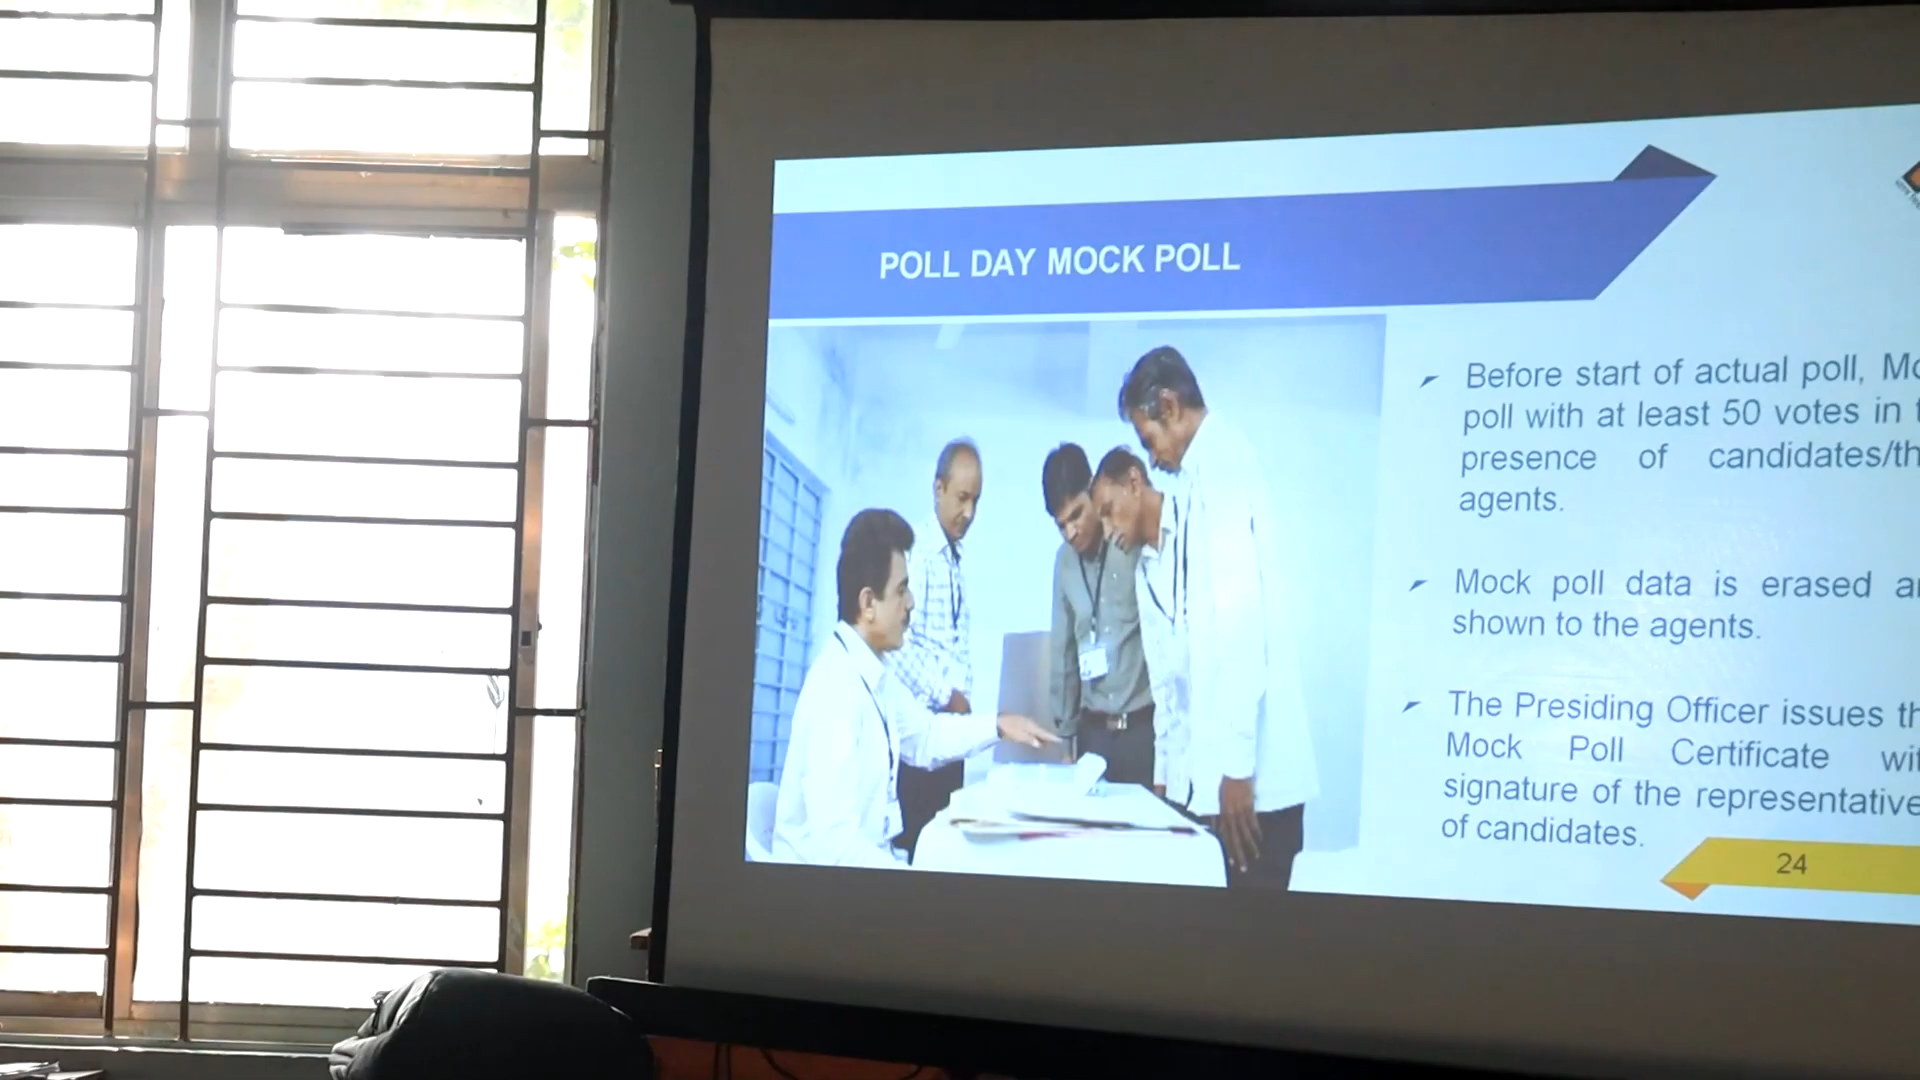 POLL DAY MOCK POLL
Before start of actual poll,
poll with at least 50 votes in
presence of
agents.
Mock poll data is erased
shown to the agents.
The Presiding Officer issues
Mock Poll Certificate
signature of the
of candidates.
24